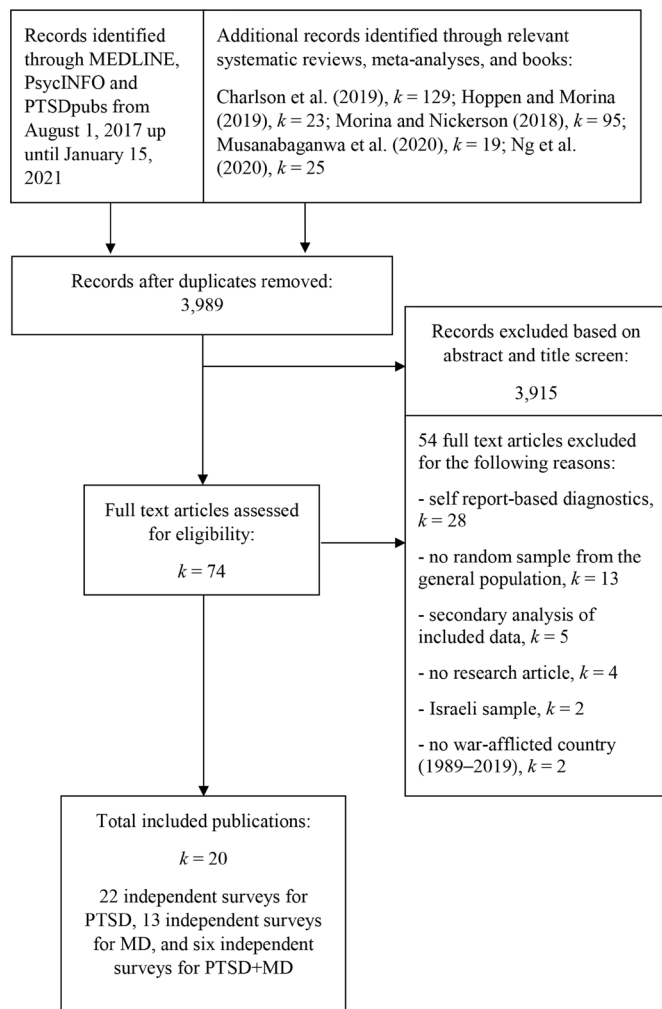 Records identified
through MEDLINE,
PsycINFO and
PTSDpubs from
August 1, 2017 up
until January 15,
2021
Additional records identified through relevant
systematic reviews, meta-analyses, and books:
Charlson et al. (2019), k = 129; Hoppen and Morina
(2019), k = 23; Morina and Nickerson (2018), k = 95;
Musanabaganwa et al. (2020), k = 19; Ng et al.
(2020), k = 25
Records after duplicates removed:
3,989
Records excluded based on
abstract and title screen:
3,915
54 full text articles excluded
for the following reasons:
- self report-based diagnostics,
k = 28
- no random sample from the
general population, k = 13
- secondary analysis of
included data, k = 5
- no research article, k = 4
- Israeli sample, k = 2
- no war-afflicted country
(1989–2019), k = 2
Full text articles assessed
for eligibility:
k = 74
Total included publications:
k = 20
22 independent surveys for
PTSD, 13 independent surveys
for MD, and six independent
surveys for PTSD+MD